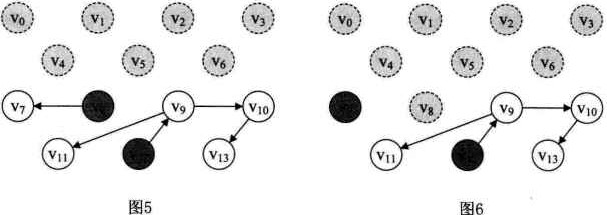 v0 v1 v2 v3 v0 v1 v2 v3
v4 v5 v6 v4 v5 v6
v7 v9 v10 v8 v9 v10
v11 v13 v11 v13
图5 图6